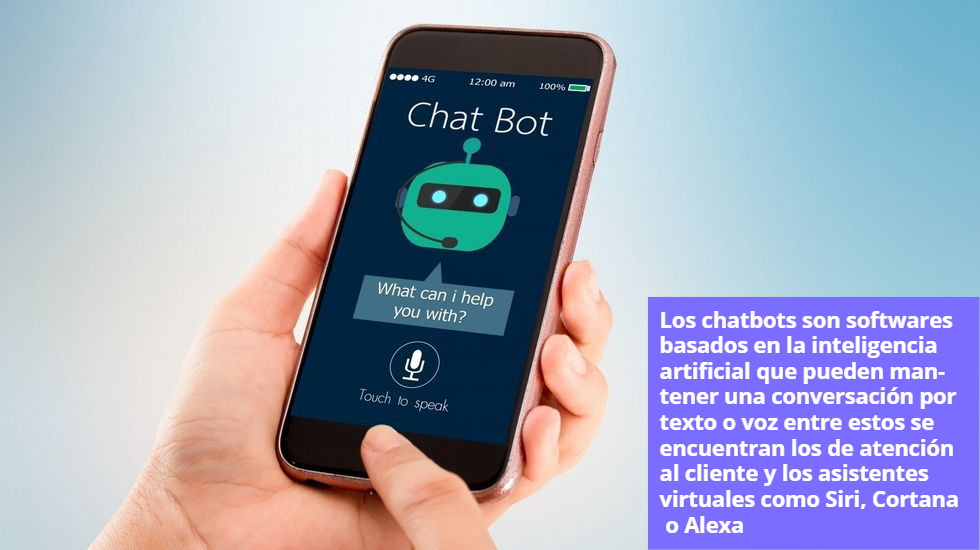 4G 12:00 am 100%
Chat Bot
What can i help
you with?
Touch to speak
Los chatbots son softwares
basados en la inteligencia
artificial que pueden man-
tener una conversación por
texto o voz entre estos se
encuentran los de atención
al cliente y los asistentes
virtuales como Siri, Cortana
o Alexa